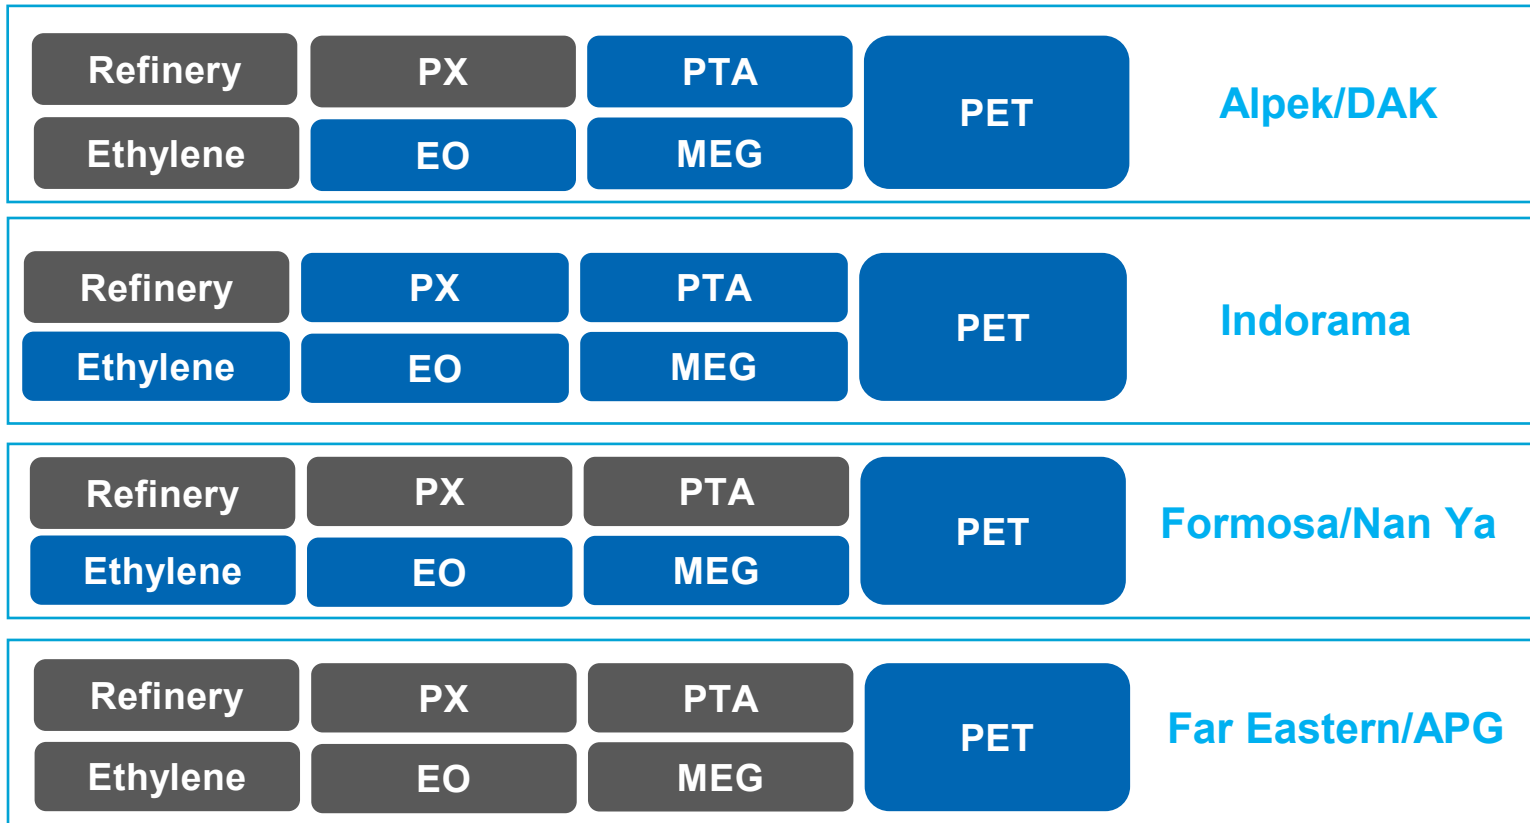 Refinery PX PTA PET Alpek/DAK
Ethylene EO MEG
Refinery PX PTA PET Indorama
Ethylene EO MEG
Refinery PX PTA PET Formosa/Nan Ya
Ethylene EO MEG
Refinery PX PTA PET Far Eastern/APG
Ethylene EO MEG